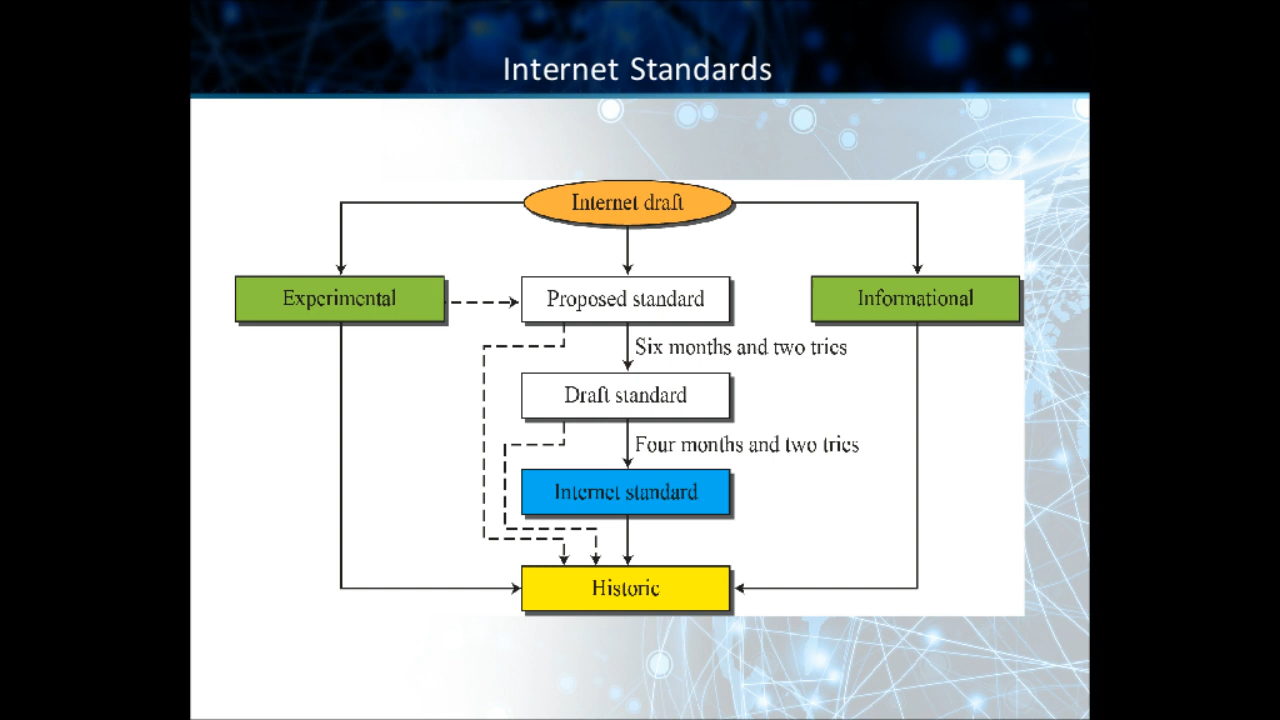 Internet Standards
Internet draft
Experimental
Proposed standard
Informational
Six months and two tries
Draft standard
Four months and two tries
Internet standard
Historic